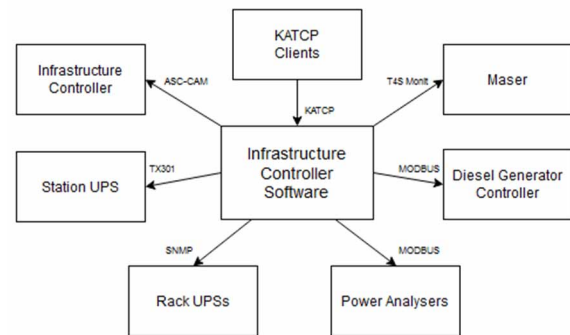 KATCP
Clients
Infrastructure
Controller
ASC-CAM
T4S Monit
Maser
KATCP
Infrastructure
Controller
Software
Station UPS
TX301
MODBUS
Diesel Generator
Controller
SNMP
MODBUS
Rack UPSs
Power Analysers